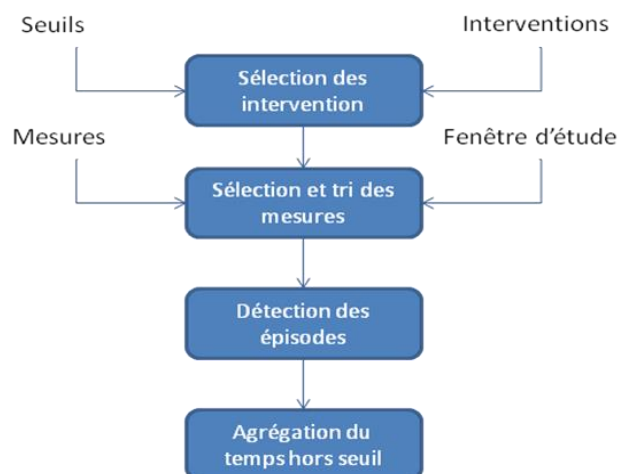 Seuils
Interventions
Sélection des
intervention
Mesures
Fenêtre d'étude
Sélection et tri des
mesures
Détection des
épisodes
Agrégation du
temps hors seuil